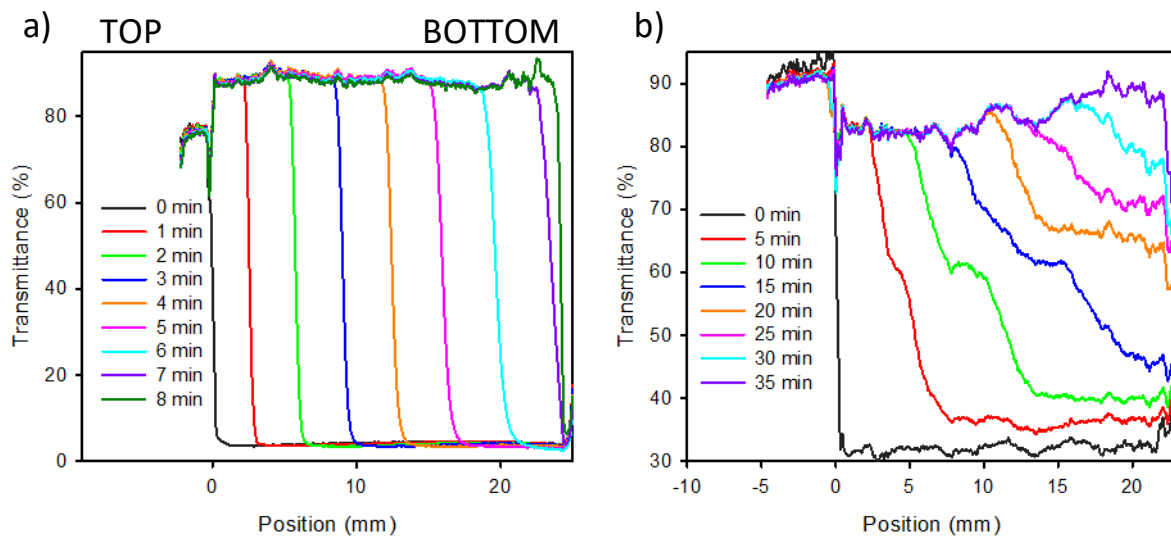 a)
TOP
BOTTOM
80
60
40
20
0
Transmittance (%)
0 min
1 min
2 min
3 min
4 min
5 min
6 min
7 min
8 min
0
10
20
Position (mm)
b)
90
80
70
60
50
40
30
Transmittance (%)
0 min
5 min
10 min
15 min
20 min
25 min
30 min
35 min
-10
-5
0
5
10
15
20
Position (mm)